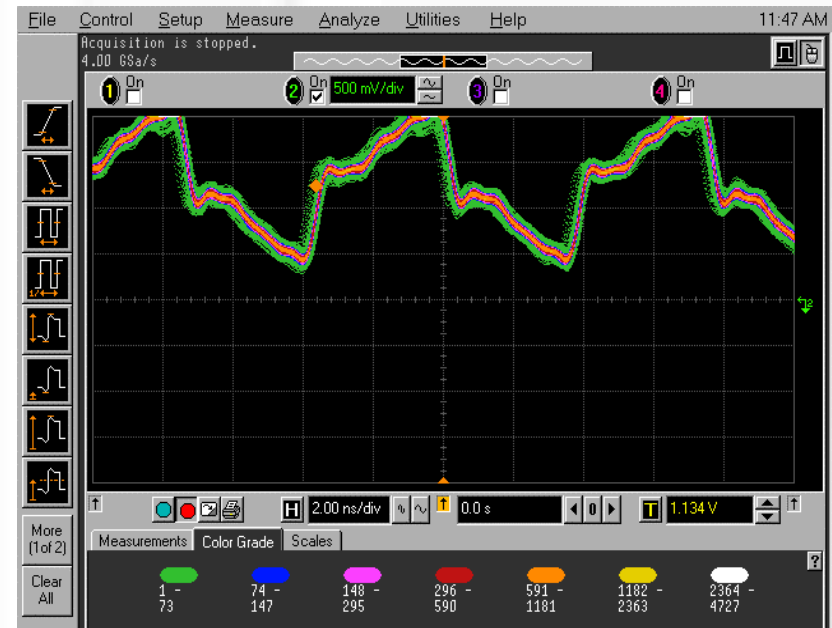 File Control Setup Measure Analyze Utilities Help 11:47 AM
Acquisition is stopped.
4.00 GSa/s
1 On 2 On 500 mV/div 3 On 4 On
2
H 2.00 ns/div 0.0 s 0 T 1.134 V
More
(1of 2)
Clear
All
Measurements Color Grade Scales
?
1 - 74 - 148 - 296 - 591 - 1182 - 2364 -
73 147 295 590 1181 2363 4727